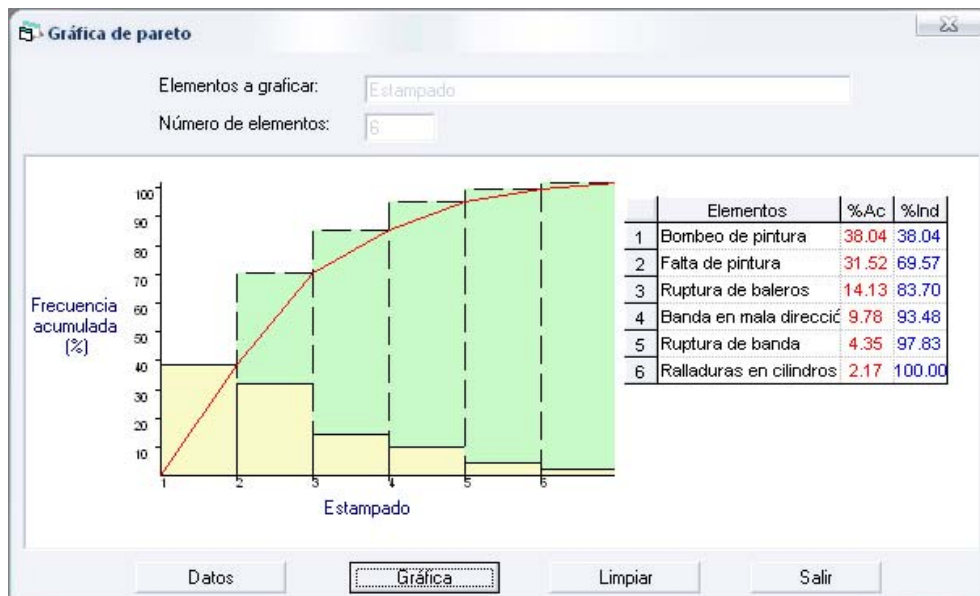 Gráfica de pareto
Elementos a graficar: Estampado
Número de elementos: 6
100
90
80
70
60
50
40
30
20
10
Frecuencia
acumulada
(%)
1 2 3 4 5 6
Estampado
Elementos %Ac %Ind
1 Bombeo de pintura 38.04 38.04
2 Falta de pintura 31.52 69.57
3 Ruptura de baleros 14.13 83.70
4 Banda en mala direcció 9.78 93.48
5 Ruptura de banda 4.35 97.83
6 Ralladuras en cilindros 2.17 100.00
Datos Gráfica Limpiar Salir